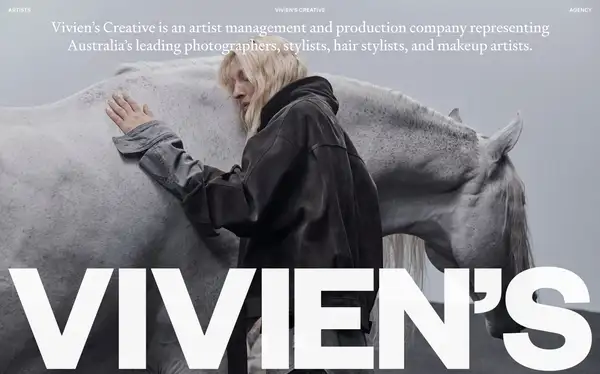 ARTISTS
VIVIEN'S CREATIVE
AGENCY
Vivien's Creative is an artist management and production company representing
Australia's leading photographers, stylists, hair stylists, and makeup artists.
VIVIEN'S